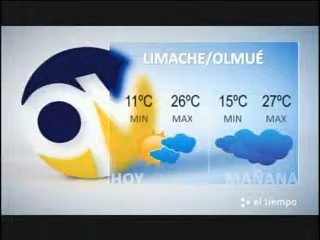 LIMACHE/OLMUÉ
11ºC 26ºC 15ºC 27ºC
MIN MAX MIN MAX
HOY MAÑANA
el tiempo